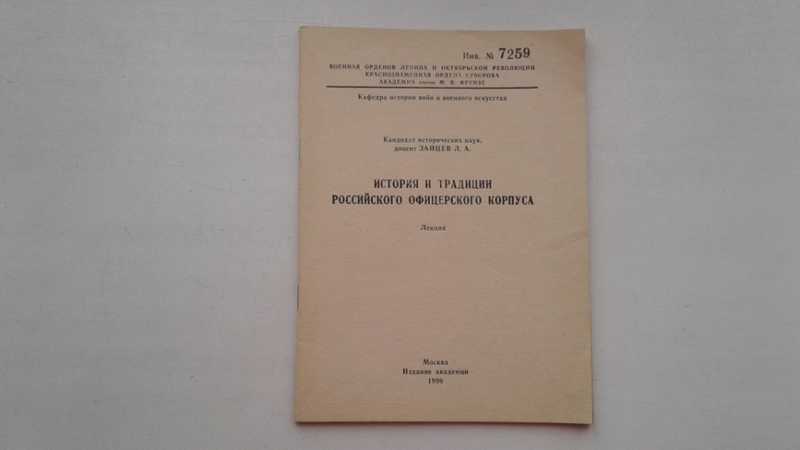 Инв. № 7259
ВОЕННАЯ ОРДЕНОВ ЛЕНИНА И ОКТЯБРЬСКОЙ РЕВОЛЮЦИИ
КРАСНОЗНАМЕННАЯ ОРДЕНА СУВОРОВА
АКАДЕМИЯ имени М. В. ФРУНЗЕ
Кафедра истории войн и военного искусства
Кандидат исторических наук,
доцент ЗАЙЦЕВ Л. А.
ИСТОРИЯ И ТРАДИЦИИ
РОССИЙСКОГО ОФИЦЕРСКОГО КОРПУСА
Лекция
Москва
Издание академии
1990